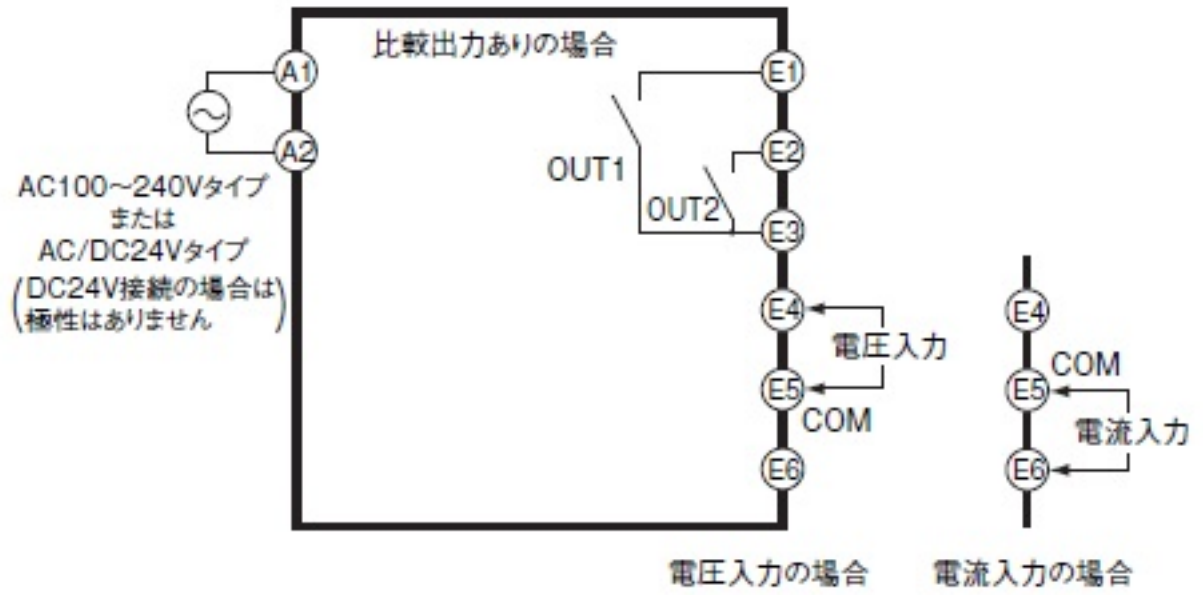 比較出力ありの場合
A1
A2
AC100～240Vタイプ
または
AC/DC24Vタイプ
(DC24V接続の場合は
極性はありません)
OUT1
OUT2
E1
E2
E3
E4
電圧入力
E5
COM
E6
電圧入力の場合
E4
COM
E5
電流入力
E6
電流入力の場合